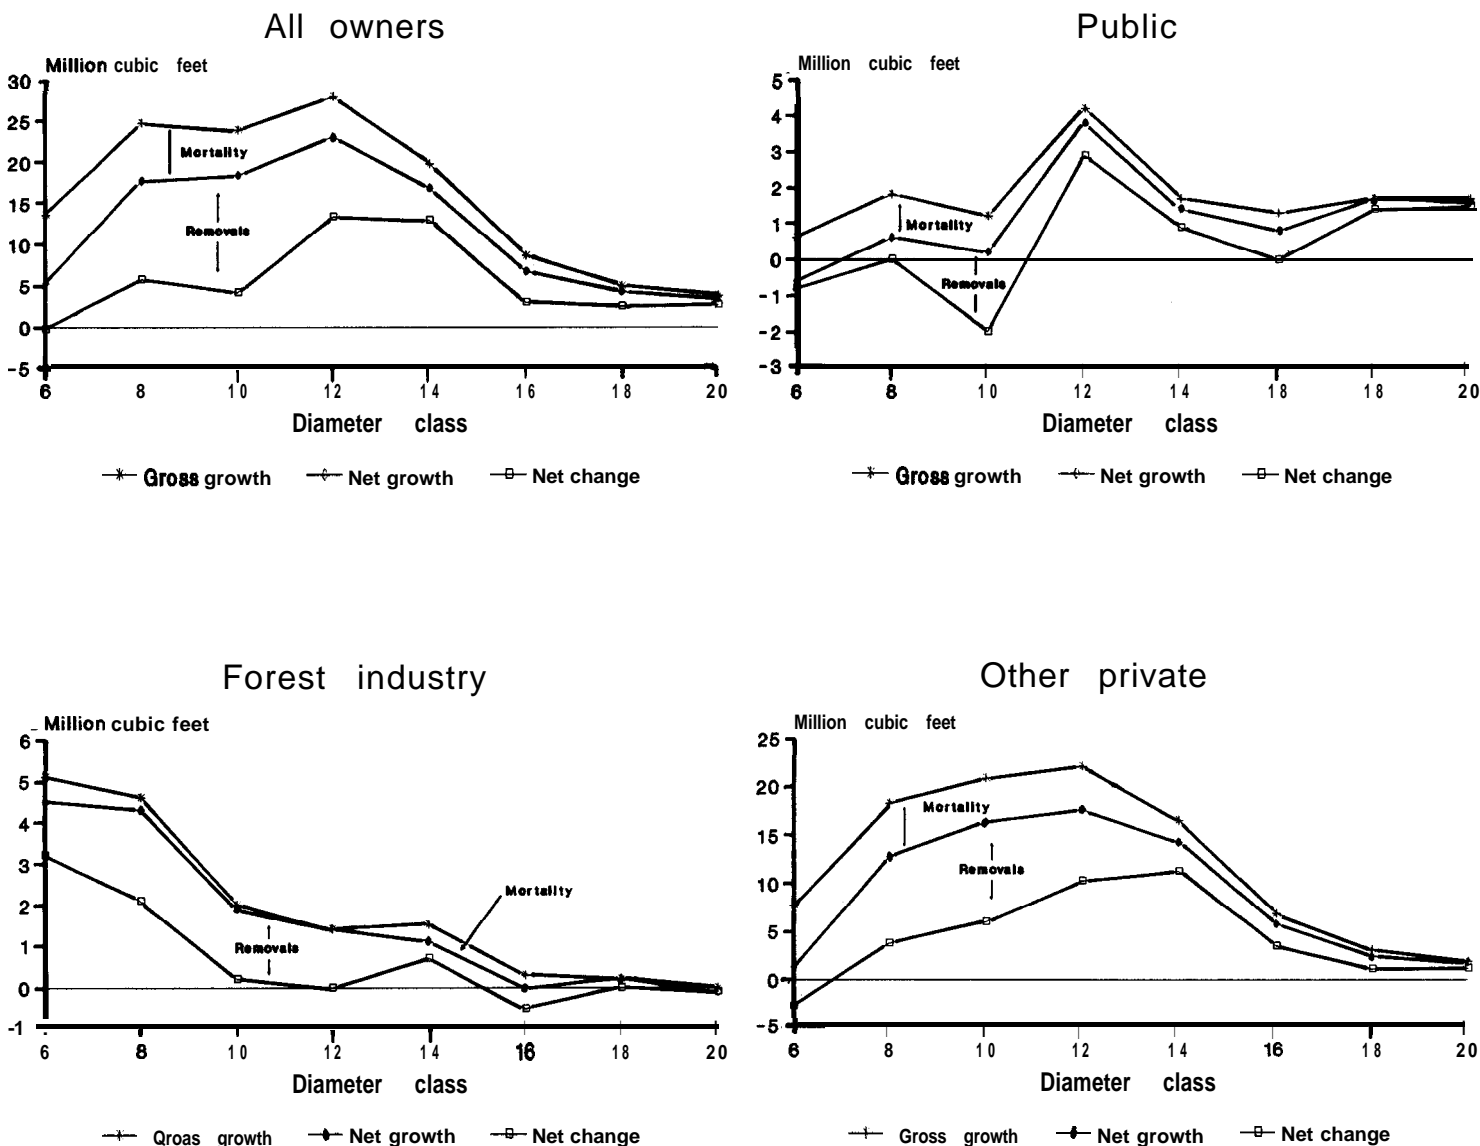 All owners
Million cubic feet
30
25
20
15
10
5
0
-5
Mortality
Removals
6 8 10 12 14 16 18 20
Diameter class
Gross growth Net growth Net change
Public
Million cubic feet
5
4
3
2
1
0
-1
-2
-3
Mortality
Removals
6 8 10 12 14 16 18 20
Diameter class
Gross growth Net growth Net change
Forest industry
Million cubic feet
6
5
4
3
2
1
0
-1
Mortality
Removals
6 8 10 12 14 16 18 20
Diameter class
Qroas growth Net growth Net change
Other private
Million cubic feet
25
20
15
10
5
0
-5
Mortality
Removals
6 8 10 12 14 16 18 20
Diameter class
Gross growth Net growth Net change